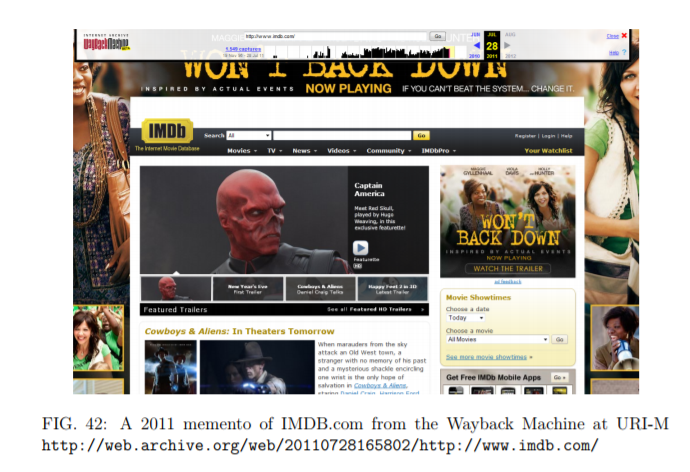 INTERNET ARCHIVE
WayBackMachine
http://www.imdb.com/
Go
JUN JUL AUG
28
2010 2011 2012
Close
Help
MAGGIE
UNTER
WON'T BACK DOWN
INSPIRED BY ACTUAL EVENTS NOW PLAYING IF YOU CAN'T BEAT THE SYSTEM... CHANGE IT.
IMDb
The Internet Movie Database
Search All Go
Register | Login | Help
Movies TV News Videos Community IMDbPro Your Watchlist
Captain
America
Meet Red Skull,
played by Hugo
Weaving, in this
exclusive featurette!
Featurette
HD
New Year's Eve
First Trailer
Cowboys & Aliens
Daniel Craig Talks
Happy Feet 2 in 3D
Latest Trailer
Featured Trailers
See all Featured HD Trailers »
Cowboys & Aliens: In Theaters Tomorrow
When marauders from the sky
attack an Old West town, a
stranger with no memory of his past
and a mysterious shackle encircling
one wrist is the only hope of
salvation in Cowboys & Aliens,
starring Daniel Craig, Harrison Ford,
MAGGIE GYLLENHAAL
VIOLA DAVIS
HOLLY HUNTER
WON'T
BACK DOWN
INSPIRED BY ACTUAL EVENTS
NOW PLAYING
WATCH THE TRAILER
ad feedback
Movie Showtimes
Choose a date
Today
Choose a movie
All Movies Go
See more movie showtimes »
Get Free IMDb Mobile Apps Go »
FIG. 42: A 2011 memento of IMDB.com from the Wayback Machine at URI-M
http://web.archive.org/web/20110728165802/http://www.imdb.com/